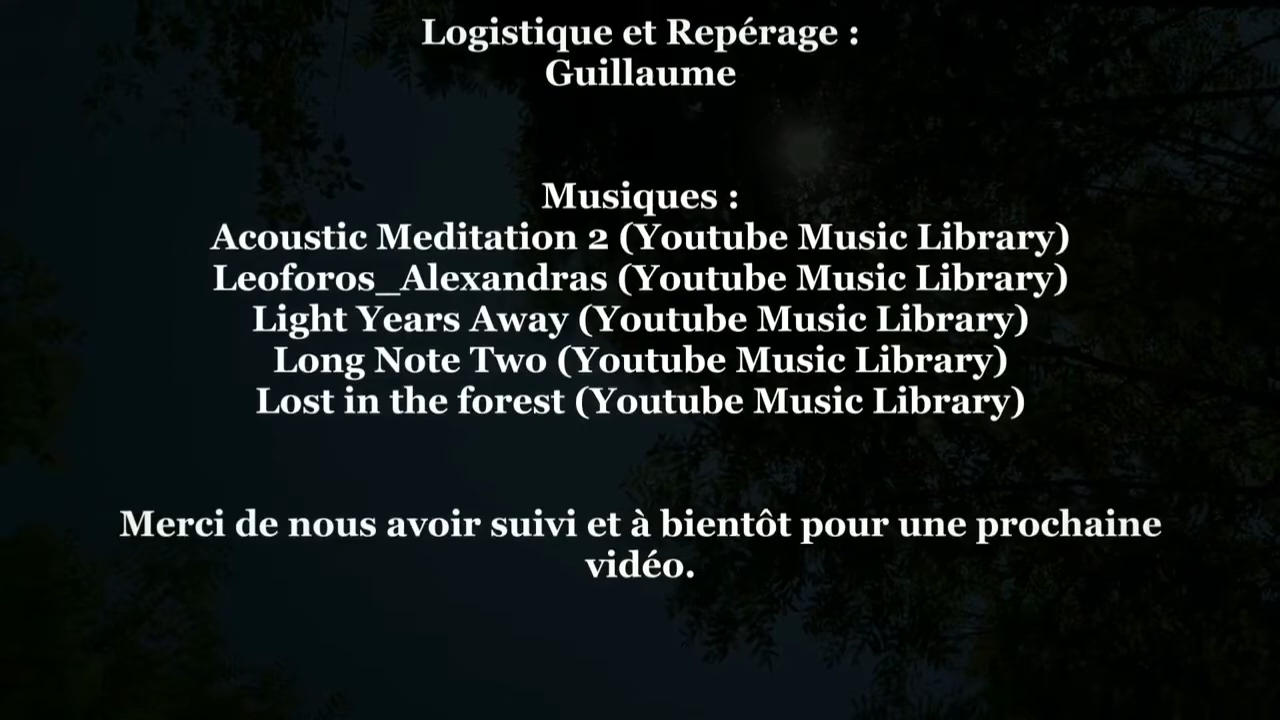 Logistique et Repérage :
Guillaume
Musiques :
Acoustic Meditation 2 (Youtube Music Library)
Leoforos_Alexandras (Youtube Music Library)
Light Years Away (Youtube Music Library)
Long Note Two (Youtube Music Library)
Lost in the forest (Youtube Music Library)
Merci de nous avoir suivi et à bientôt pour une prochaine
vidéo.